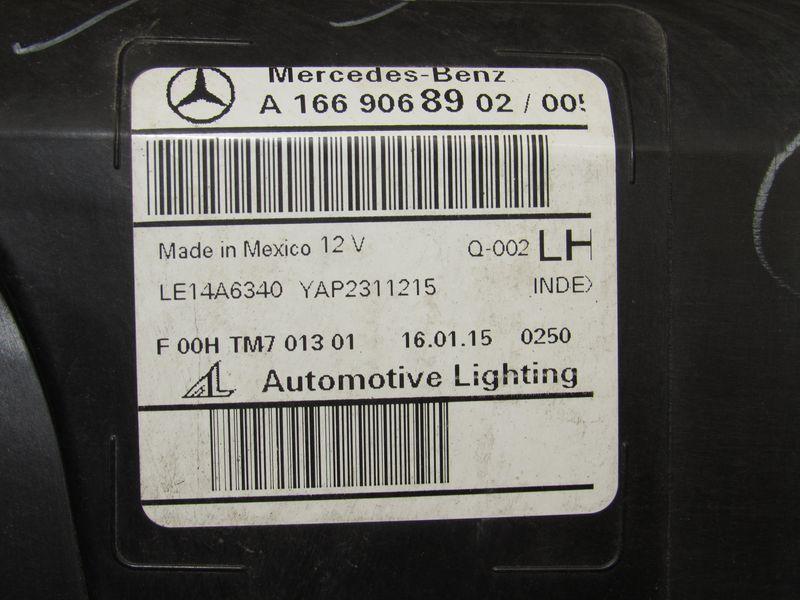 Mercedes-Benz
A 166 906 89 02 / 005
Made in Mexico 12 V Q-002 LH
LE14A6340 YAP2311215 INDEX
F 00H TM7 013 01 16.01.15 0250
AL Automotive Lighting